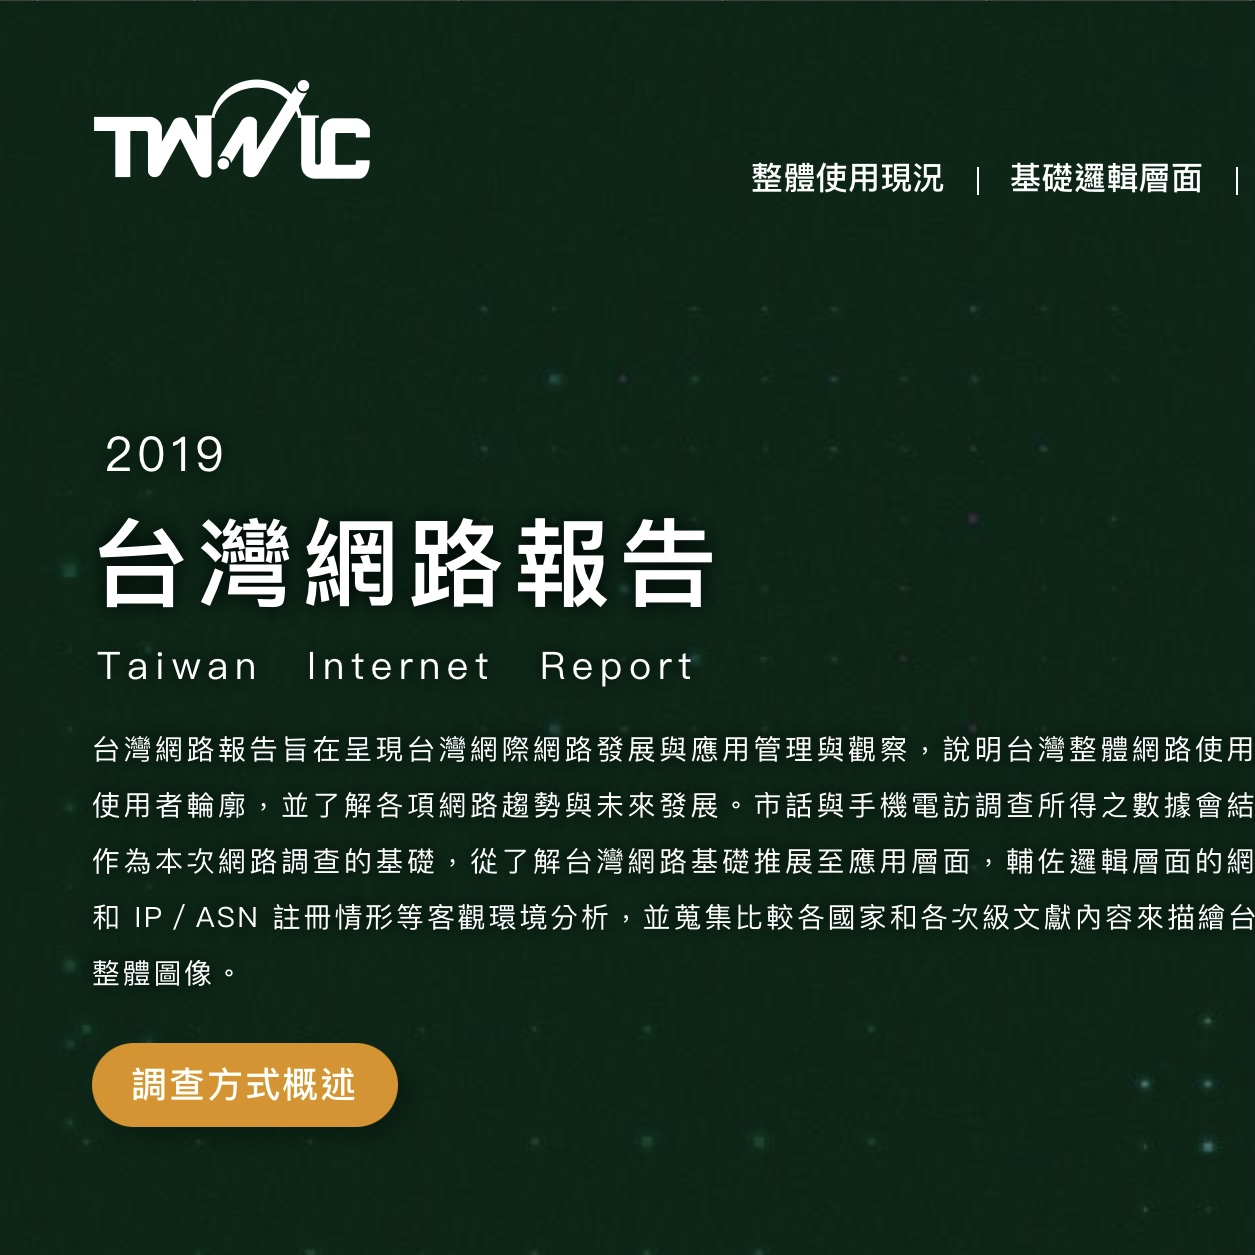 TWNIC
整體使用現況 | 基礎邏輯層面 |
2019
台灣網路報告
Taiwan Internet Report
台灣網路報告旨在呈現台灣網際網路發展與應用管理與觀察，說明台灣整體網路使用
使用者輪廓，並了解各項網路趨勢與未來發展。市話與手機電訪調查所得之數據會結
作為本次網路調查的基礎，從了解台灣網路基礎推展至應用層面，輔佐邏輯層面的網
和 IP／ASN 註冊情形等客觀環境分析，並蒐集比較各國家和各次級文獻內容來描繪台
整體圖像。
調查方式概述